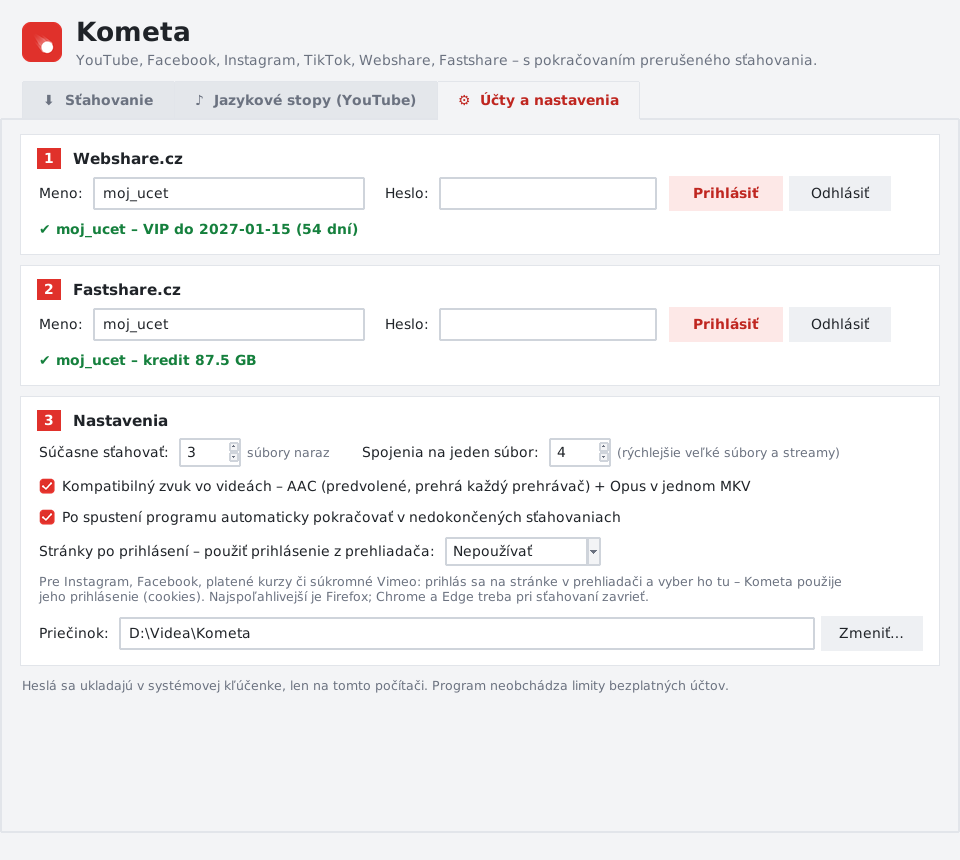 Kometa
YouTube, Facebook, Instagram, TikTok, Webshare, Fastshare – s pokračovaním prerušeného sťahovania.
⬇ Sťahovanie
♪ Jazykové stopy (YouTube)
⚙ Účty a nastavenia
1 Webshare.cz
Meno: moj_ucet Heslo: Prihlásiť Odhlásiť
✔ moj_ucet – VIP do 2027-01-15 (54 dní)
2 Fastshare.cz
Meno: moj_ucet Heslo: Prihlásiť Odhlásiť
✔ moj_ucet – kredit 87.5 GB
3 Nastavenia
Súčasne sťahovať: 3 súbory naraz Spojenia na jeden súbor: 4 (rýchlejšie veľké súbory a streamy)
Kompatibilný zvuk vo videách – AAC (predvolené, prehrá každý prehrávač) + Opus v jednom MKV
Po spustení programu automaticky pokračovať v nedokončených sťahovaniach
Stránky po prihlásení – použiť prihlásenie z prehliadača: Nepoužívať
Pre Instagram, Facebook, platené kurzy či súkromné Vimeo: prihlás sa na stránke v prehliadači a vyber ho tu – Kometa použije
jeho prihlásenie (cookies). Najspoľahlivejší je Firefox; Chrome a Edge treba pri sťahovaní zavrieť.
Priečinok: D:\Videa\Kometa Zmeniť...
Heslá sa ukladajú v systémovej kľúčenke, len na tomto počítači. Program neobchádza limity bezplatných účtov.